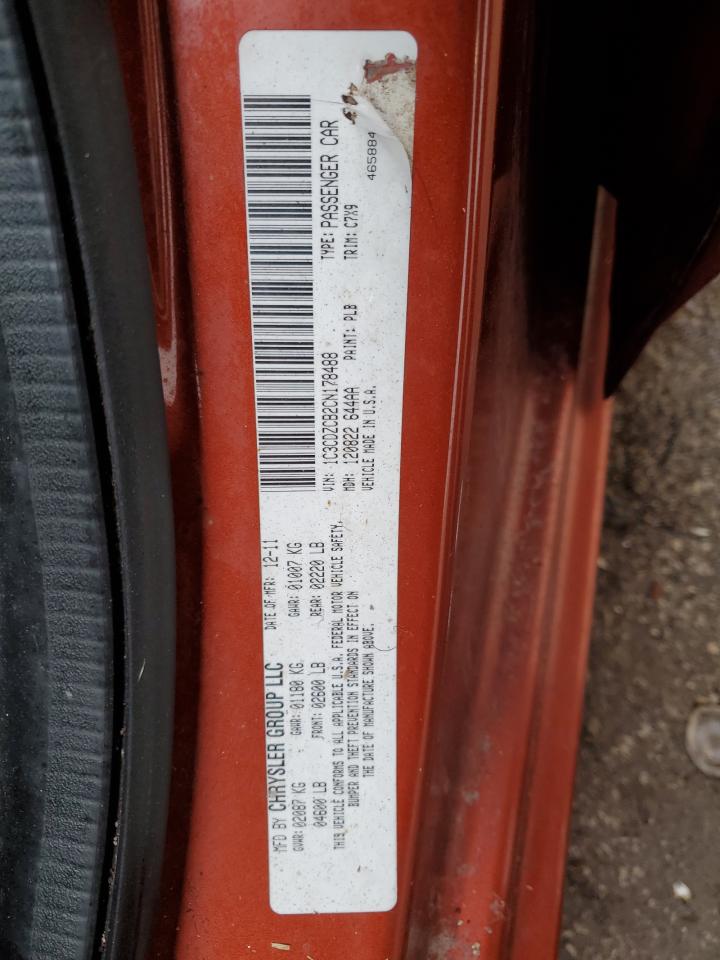 MFD BY CHRYSLER GROUP LLC DATE OF MFR: 12-11
GVWR: 02087 KG GAWR: 01180 KG GAWR: 01007 KG
04600 LB FRONT: 02600 LB REAR: 02220 LB
THIS VEHICLE CONFORMS TO ALL APPLICABLE U.S.A. FEDERAL MOTOR VEHICLE SAFETY,
BUMPER AND THEFT PREVENTION STANDARDS IN EFFECT ON
THE DATE OF MANUFACTURE SHOWN ABOVE.
VIN: 1C3CDZCB2CN178488 TYPE: PASSENGER CAR
MDH: 120822 644AA PAINT: PLB TRIM: C7X9
VEHICLE MADE IN U.S.A.
465884